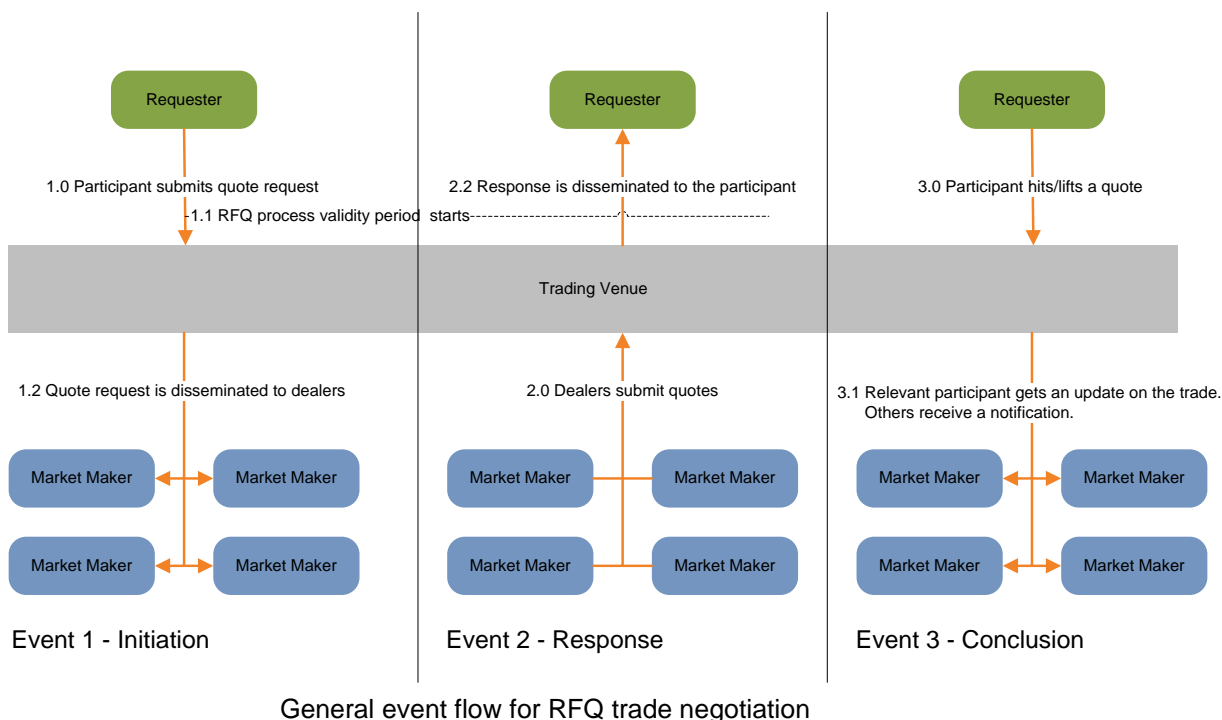 Requester
Requester
Requester
1.0 Participant submits quote request
2.2 Response is disseminated to the participant
3.0 Participant hits/lifts a quote
1.1 RFQ process validity period starts
Trading Venue
1.2 Quote request is disseminated to dealers
2.0 Dealers submit quotes
3.1 Relevant participant gets an update on the trade.
Others receive a notification.
Market Maker
Market Maker
Market Maker
Market Maker
Market Maker
Market Maker
Market Maker
Market Maker
Market Maker
Market Maker
Market Maker
Market Maker
Event 1 - Initiation
Event 2 - Response
Event 3 - Conclusion
General event flow for RFQ trade negotiation